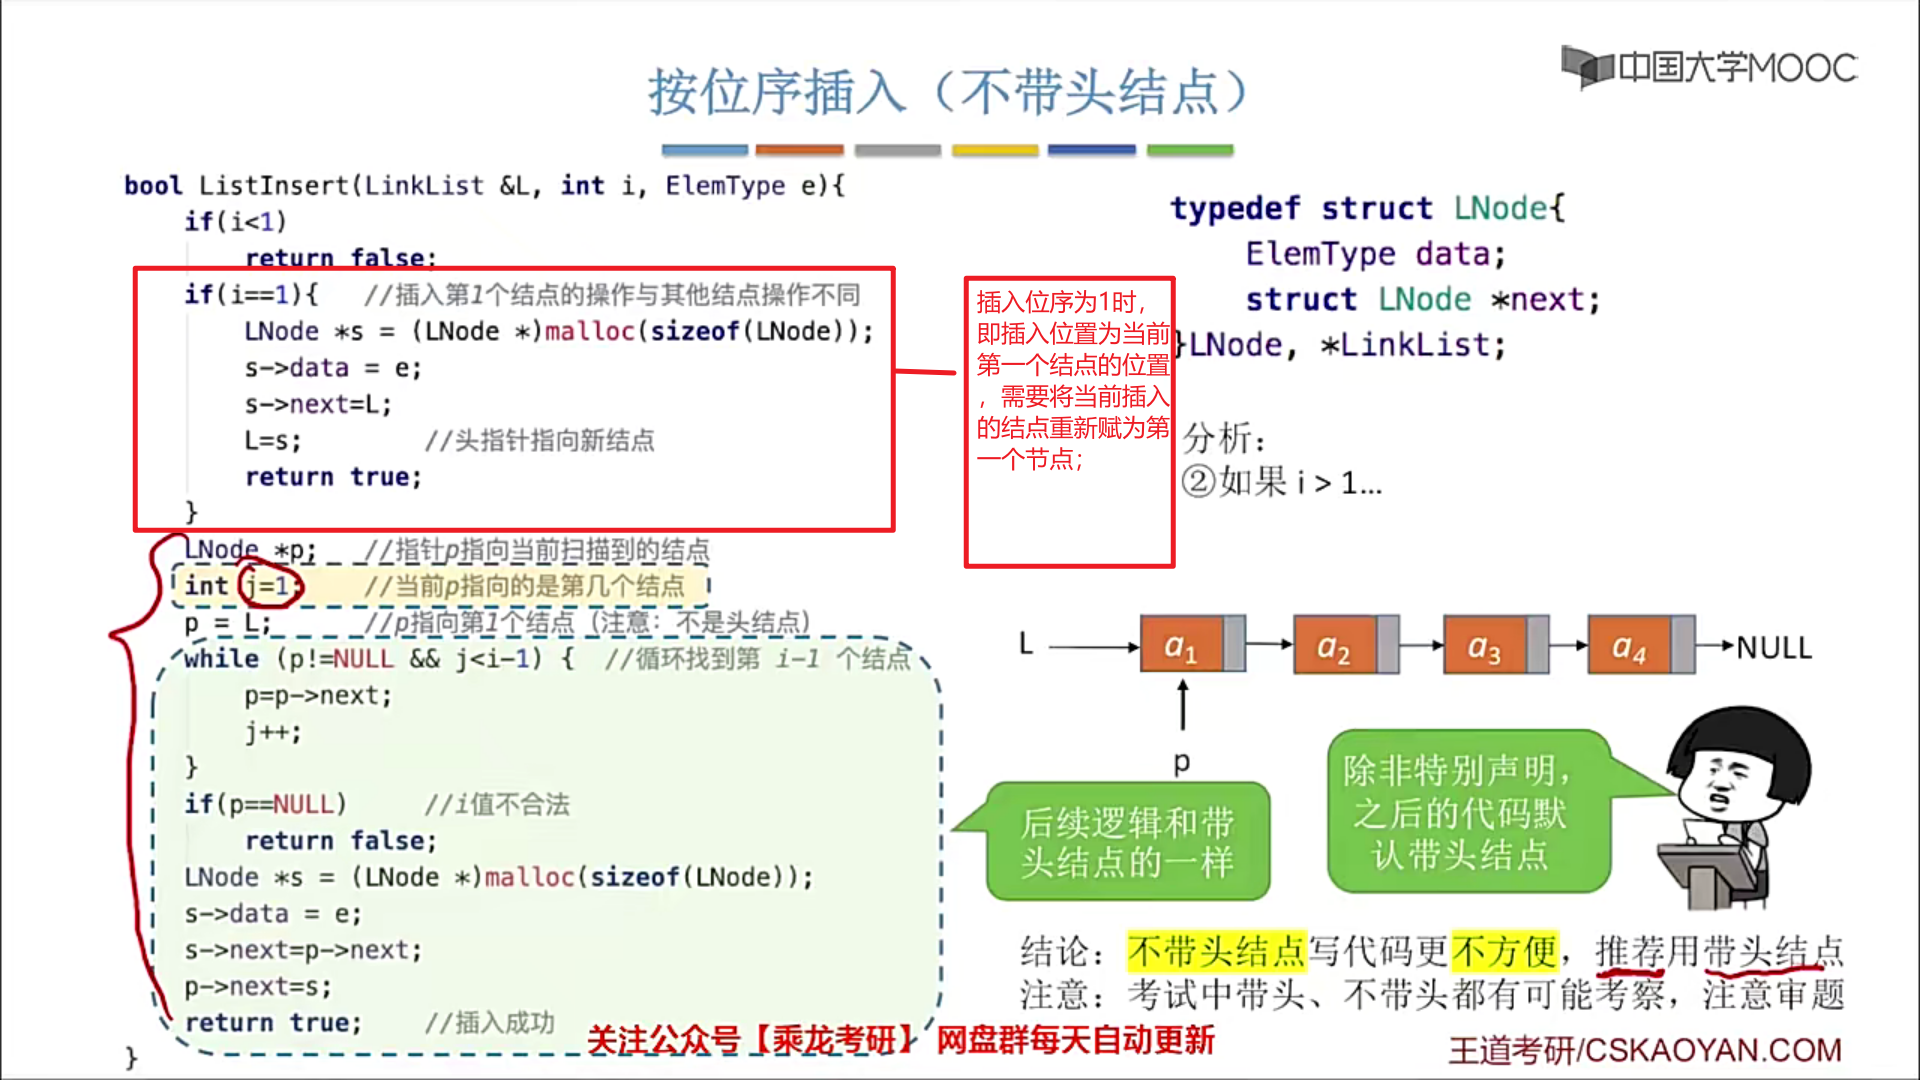 中国大学MOOC
按位序插入（不带头结点）
bool ListInsert(LinkList &L, int i, ElemType e){
if(i<1)
return false;
if(i==1){ //插入第1个结点的操作与其他结点操作不同
LNode *s = (LNode *)malloc(sizeof(LNode));
s->data = e;
s->next=L;
L=s; //头指针指向新结点
return true;
}
LNode *p; //指针p指向当前扫描到的结点
int j=1; //当前p指向的是第几个结点
p = L; //p指向第1个结点（注意：不是头结点）
while (p!=NULL && j<i-1) { //循环找到第 i-1 个结点
p=p->next;
j++;
}
if(p==NULL) //i值不合法
return false;
LNode *s = (LNode *)malloc(sizeof(LNode));
s->data = e;
s->next=p->next;
p->next=s;
return true; //插入成功
}
插入位序为1时，
即插入位置为当前
第一个结点的位置
，需要将当前插入
的结点重新赋为第
一个节点；
typedef struct LNode{
ElemType data;
struct LNode *next;
}LNode, *LinkList;
分析：
②如果 i > 1...
L a1 a2 a3 a4 NULL
p
后续逻辑和带
头结点的一样
除非特别声明，
之后的代码默
认带头结点
结论：不带头结点写代码更不方便，推荐用带头结点
注意：考试中带头、不带头都有可能考察，注意审题
关注公众号【乘龙考研】 网盘群每天自动更新
王道考研/CSKAOYAN.COM